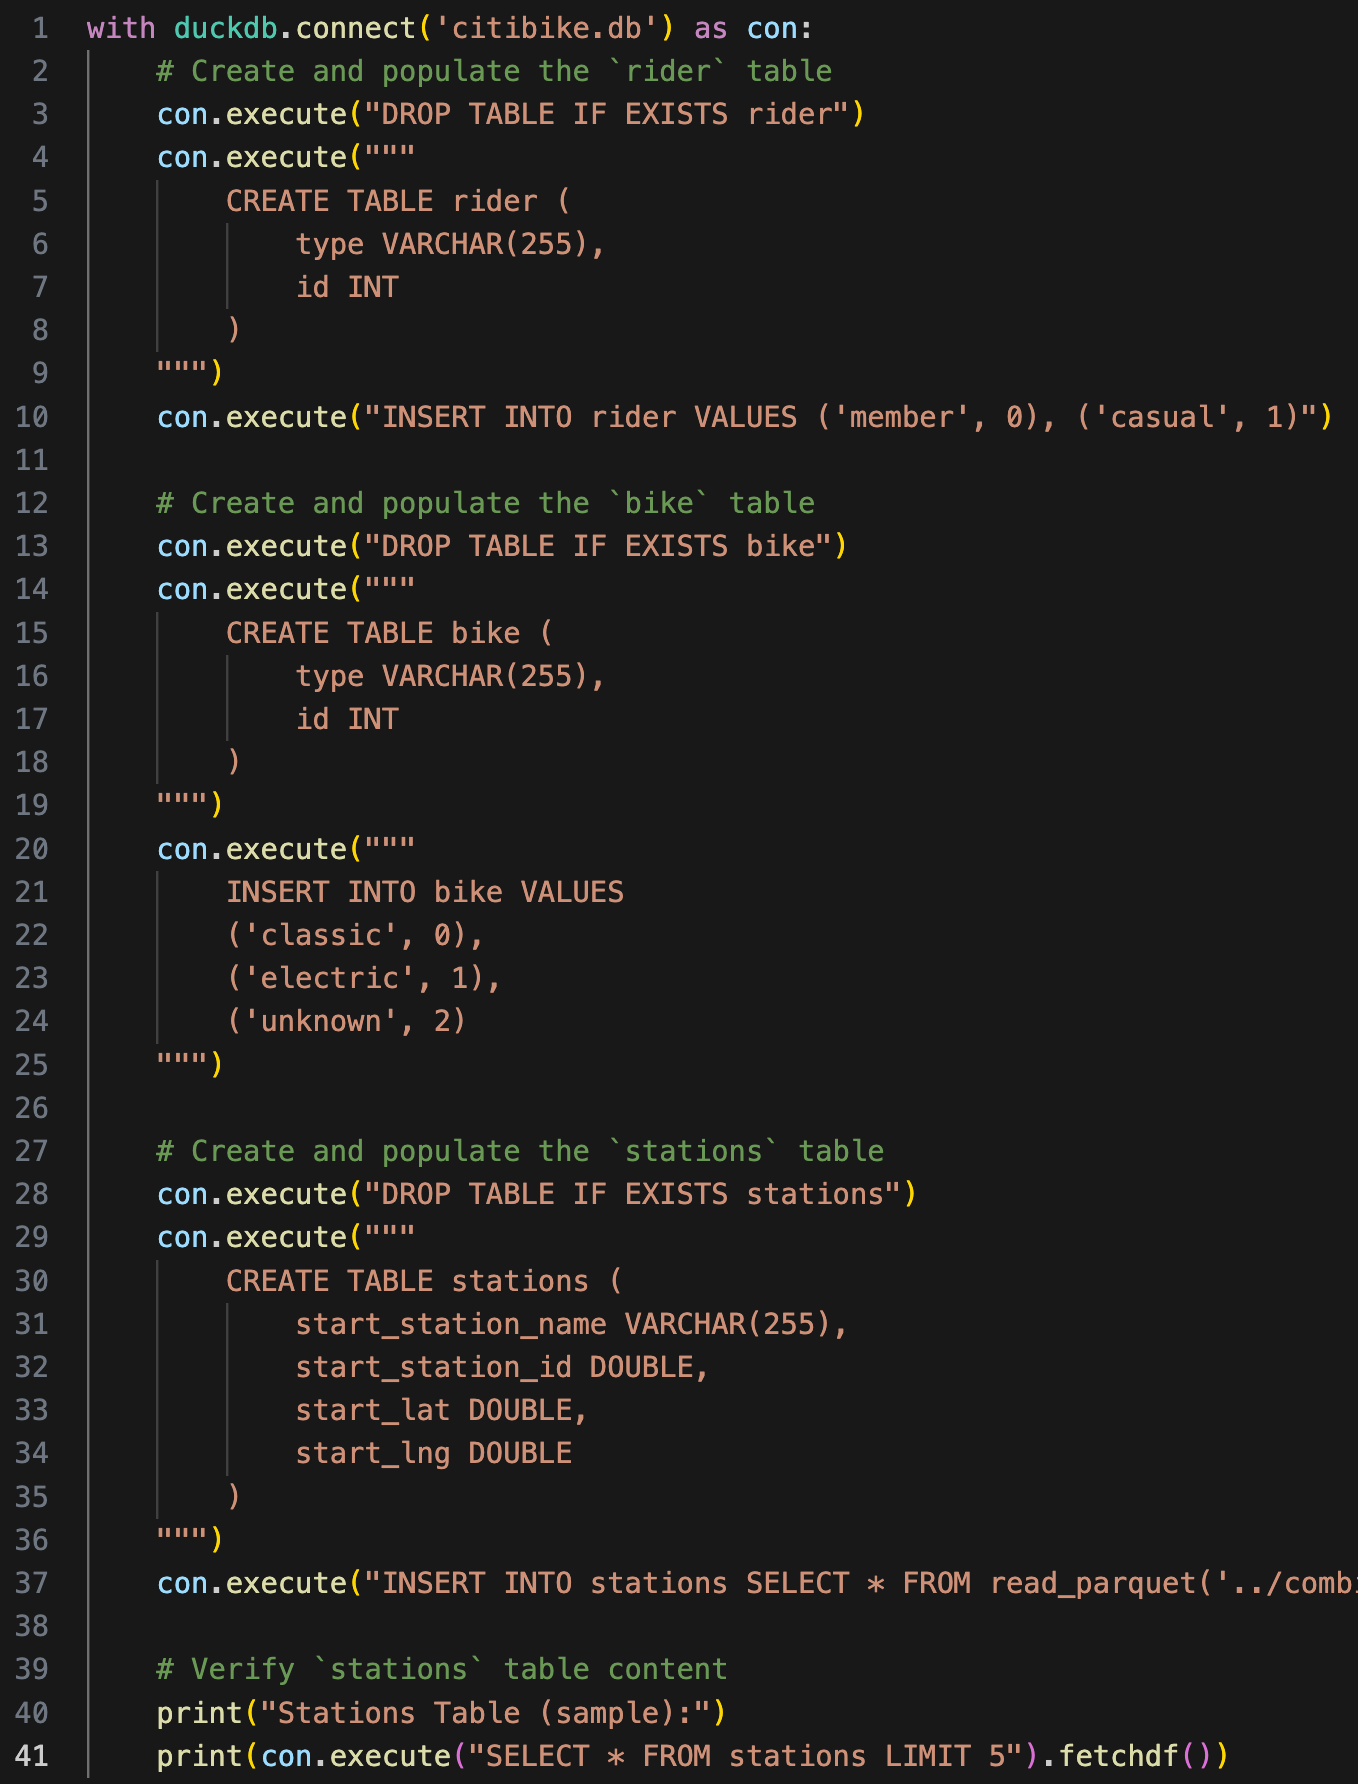 1 with duckdb.connect('citibike.db') as con:
2 # Create and populate the `rider` table
3 con.execute("DROP TABLE IF EXISTS rider")
4 con.execute("""
5 CREATE TABLE rider (
6 type VARCHAR(255),
7 id INT
8 )
9 """)
10 con.execute("INSERT INTO rider VALUES ('member', 0), ('casual', 1)")
11
12 # Create and populate the `bike` table
13 con.execute("DROP TABLE IF EXISTS bike")
14 con.execute("""
15 CREATE TABLE bike (
16 type VARCHAR(255),
17 id INT
18 )
19 """)
20 con.execute("""
21 INSERT INTO bike VALUES
22 ('classic', 0),
23 ('electric', 1),
24 ('unknown', 2)
25 """)
26
27 # Create and populate the `stations` table
28 con.execute("DROP TABLE IF EXISTS stations")
29 con.execute("""
30 CREATE TABLE stations (
31 start_station_name VARCHAR(255),
32 start_station_id DOUBLE,
33 start_lat DOUBLE,
34 start_lng DOUBLE
35 )
36 """)
37 con.execute("INSERT INTO stations SELECT * FROM read_parquet('../combi
38
39 # Verify `stations` table content
40 print("Stations Table (sample):")
41 print(con.execute("SELECT * FROM stations LIMIT 5").fetchdf())